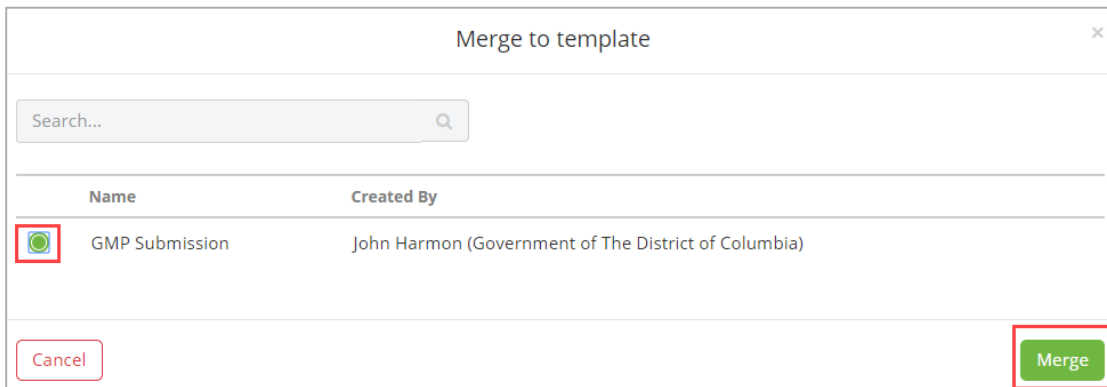 Merge to template
×
Search...
Name Created By
GMP Submission John Harmon (Government of The District of Columbia)
Cancel Merge